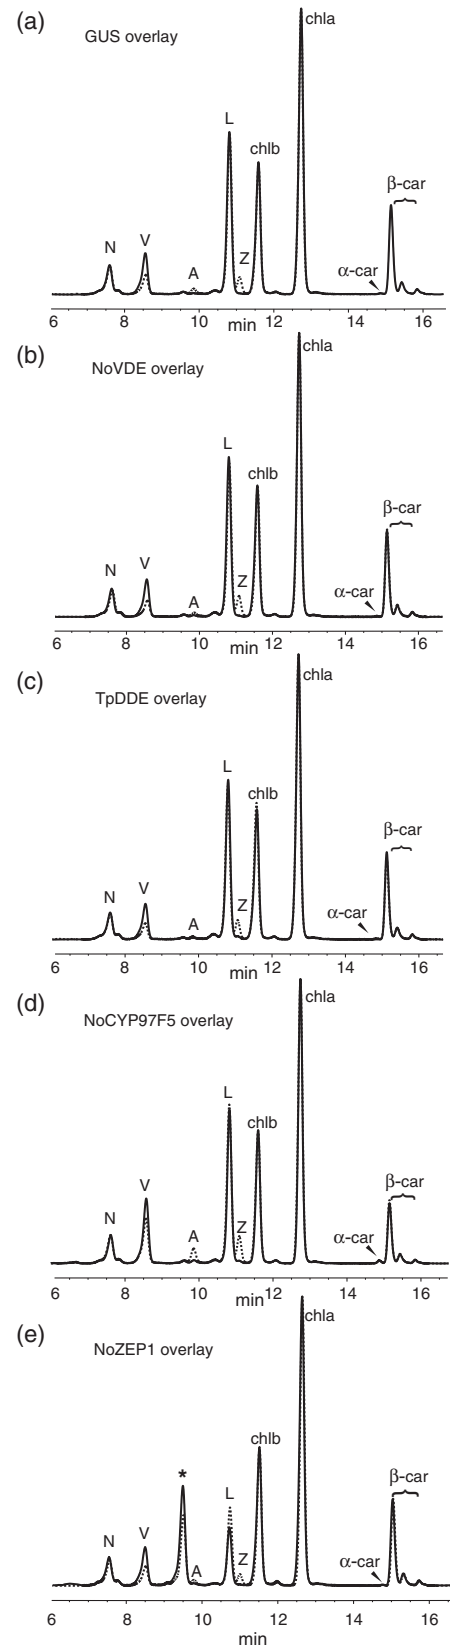 (a)
GUS overlay
chla
L
chlb
β-car
V
N
Z
A
α-car
6 8 10 12 14 16
min
(b)
NoVDE overlay
chla
L
chlb
β-car
V
N
Z
A
α-car
6 8 10 12 14 16
min
(c)
TpDDE overlay
chla
L
chlb
β-car
V
N
Z
A
α-car
6 8 10 12 14 16
min
(d)
NoCYP97F5 overlay
chla
L
chlb
β-car
V
N
A
Z
α-car
6 8 10 12 14 16
min
(e)
NoZEP1 overlay
chla
chlb
*
L
β-car
N
V
A
Z
α-car
6 8 10 12 14 16
min